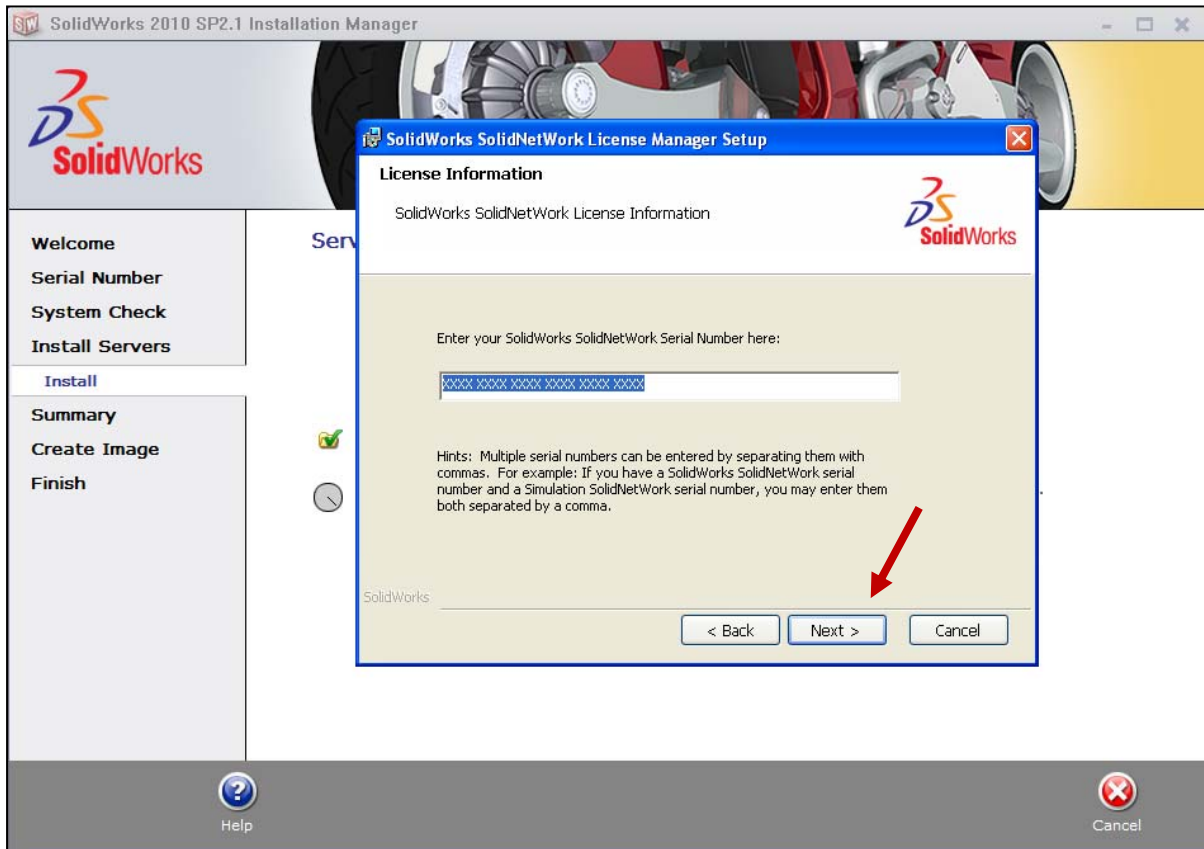 SolidWorks 2010 SP2.1 Installation Manager
SolidWorks
Welcome
Serial Number
System Check
Install Servers
Install
Summary
Create Image
Finish
Serv
SolidWorks SolidNetWork License Manager Setup
License Information
SolidWorks SolidNetWork License Information
SolidWorks
Enter your SolidWorks SolidNetWork Serial Number here:
XXXX XXXX XXXX XXXX XXXX XXXX
Hints: Multiple serial numbers can be entered by separating them with
commas. For example: If you have a SolidWorks SolidNetWork serial
number and a Simulation SolidNetWork serial number, you may enter them
both separated by a comma.
SolidWorks
< Back
Next >
Cancel
Help
Cancel